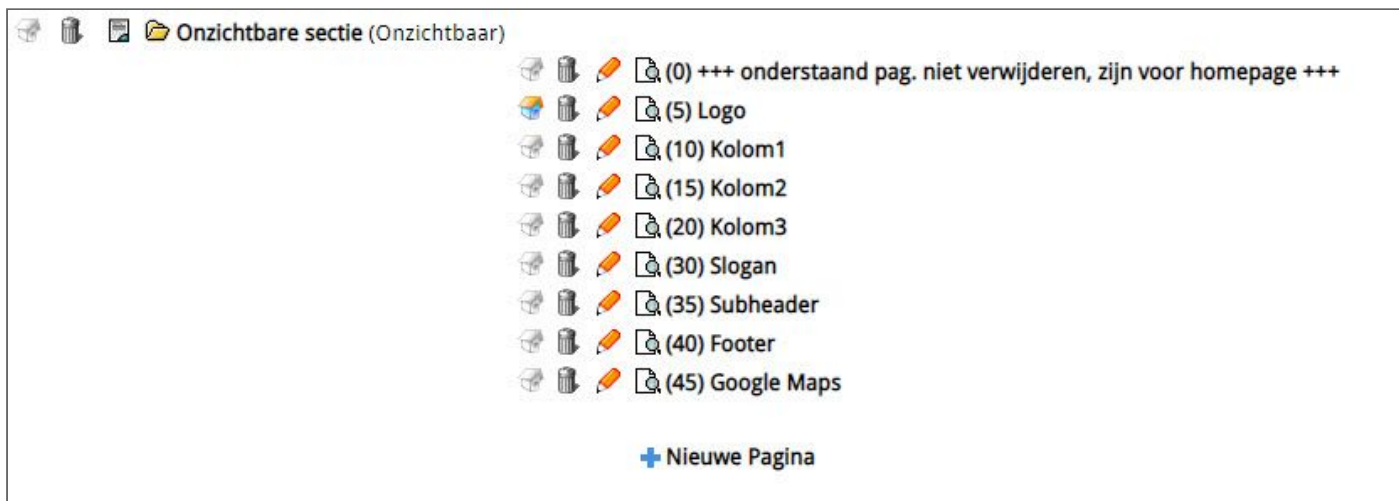 Onzichtbare sectie (Onzichtbaar)
(0) +++ onderstaand pag. niet verwijderen, zijn voor homepage +++
(5) Logo
(10) Kolom1
(15) Kolom2
(20) Kolom3
(30) Slogan
(35) Subheader
(40) Footer
(45) Google Maps
Nieuwe Pagina